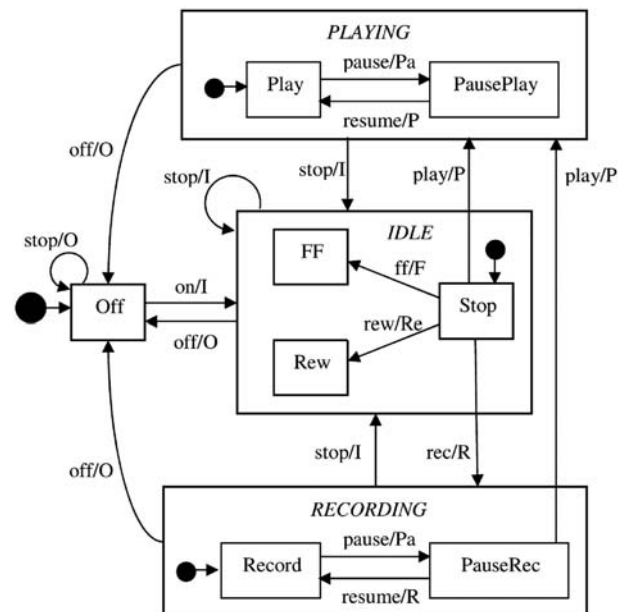 PLAYING
pause/Pa
Play
PausePlay
resume/P
off/O
stop/I
play/P
play/P
stop/I
IDLE
stop/O
FF
ff/F
Off
on/I
Stop
off/O
rew/Re
Rew
off/O
stop/I
rec/R
RECORDING
pause/Pa
Record
PauseRec
resume/R